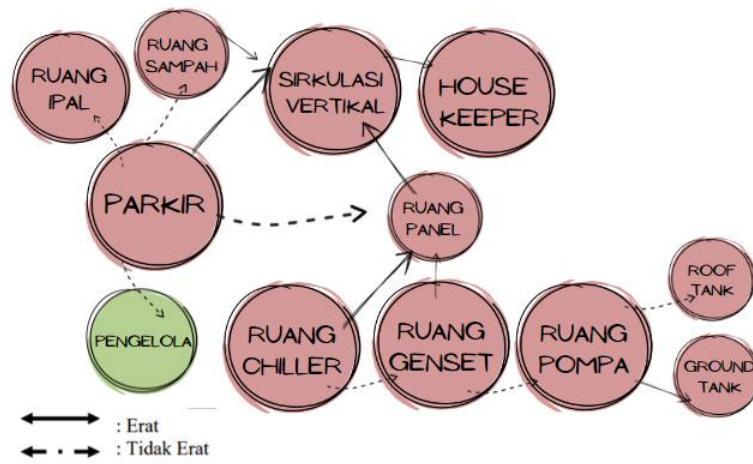 RUANG
IPAL
RUANG
SAMPAH
SIRKULASI
VERTIKAL
HOUSE
KEEPER
PARKIR
RUANG
PANEL
PENGELOLA
RUANG
CHILLER
RUANG
GENSET
RUANG
POMPA
ROOF
TANK
GROUND
TANK
: Erat
: Tidak Erat